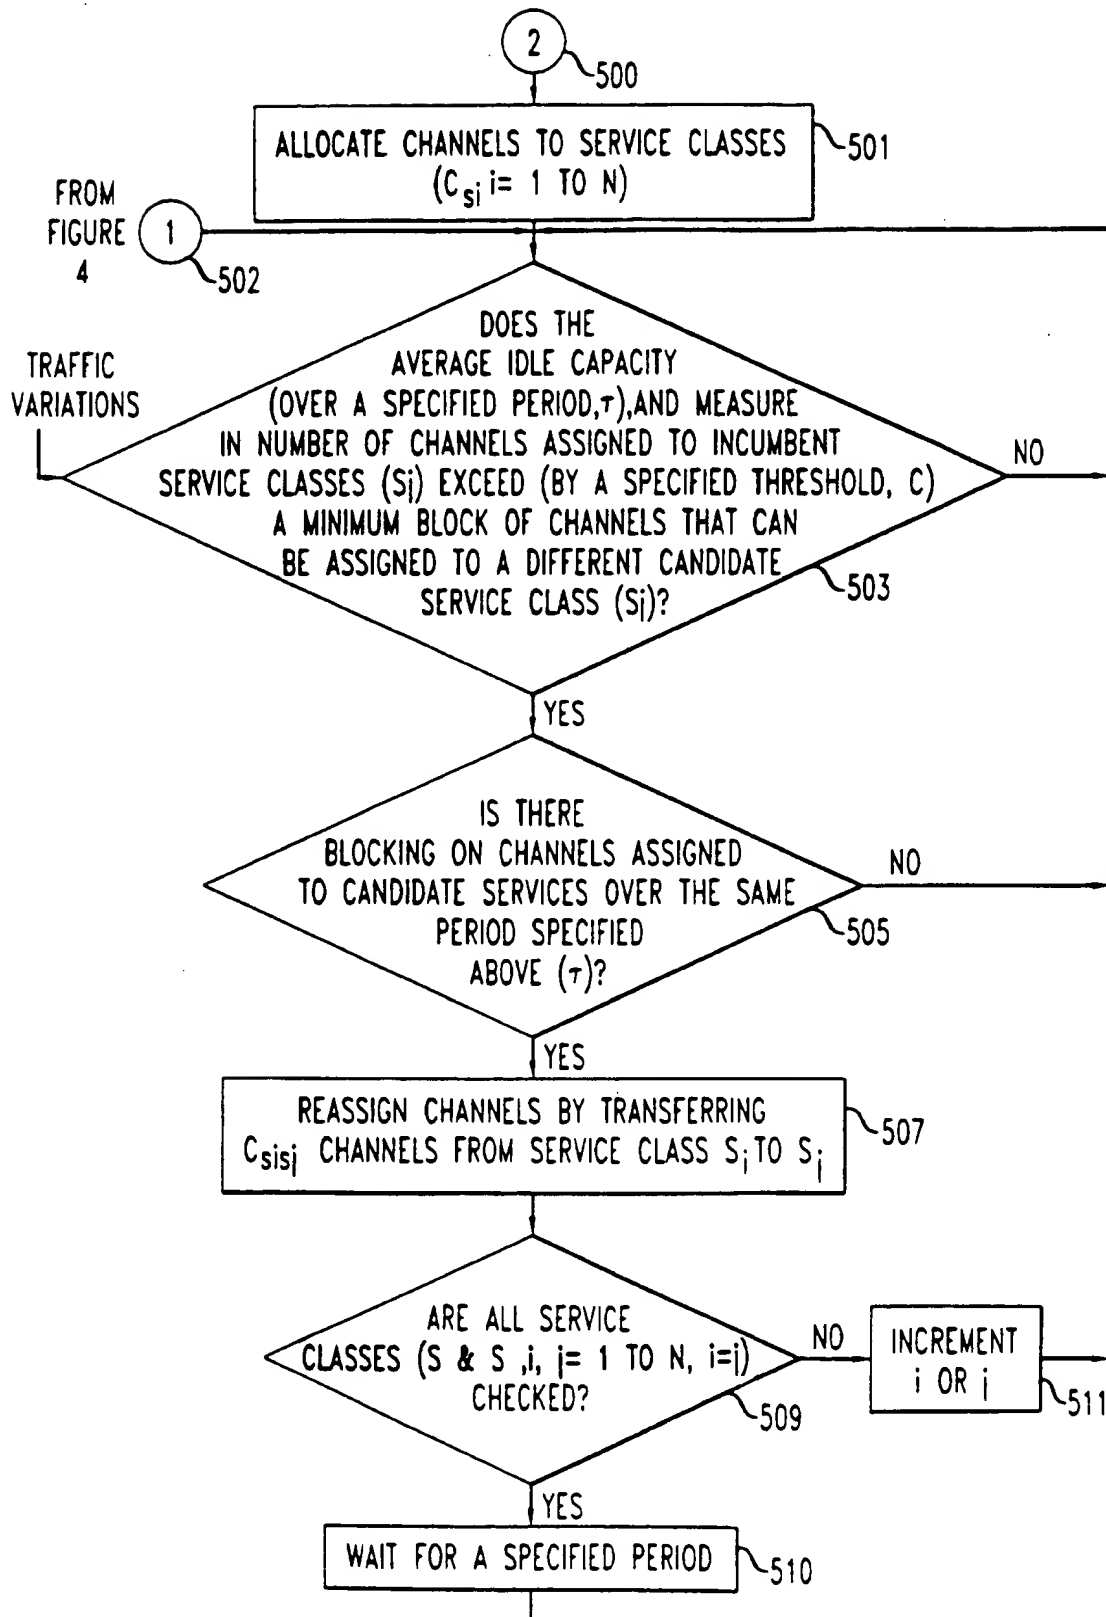 2
500
ALLOCATE CHANNELS TO SERVICE CLASSES
(Csi i= 1 TO N)
501
FROM
FIGURE
4
1
502
DOES THE
AVERAGE IDLE CAPACITY
(OVER A SPECIFIED PERIOD,τ),AND MEASURE
IN NUMBER OF CHANNELS ASSIGNED TO INCUMBENT
SERVICE CLASSES (Si) EXCEED (BY A SPECIFIED THRESHOLD, C)
A MINIMUM BLOCK OF CHANNELS THAT CAN
BE ASSIGNED TO A DIFFERENT CANDIDATE
SERVICE CLASS (Sj)?
TRAFFIC
VARIATIONS
NO
503
YES
IS THERE
BLOCKING ON CHANNELS ASSIGNED
TO CANDIDATE SERVICES OVER THE SAME
PERIOD SPECIFIED
ABOVE (τ)?
NO
505
YES
REASSIGN CHANNELS BY TRANSFERRING
Csisj CHANNELS FROM SERVICE CLASS Si TO Sj
507
ARE ALL SERVICE
CLASSES (S & S ,i, j= 1 TO N, i=j)
CHECKED?
NO
509
INCREMENT
i OR j
511
YES
WAIT FOR A SPECIFIED PERIOD
510